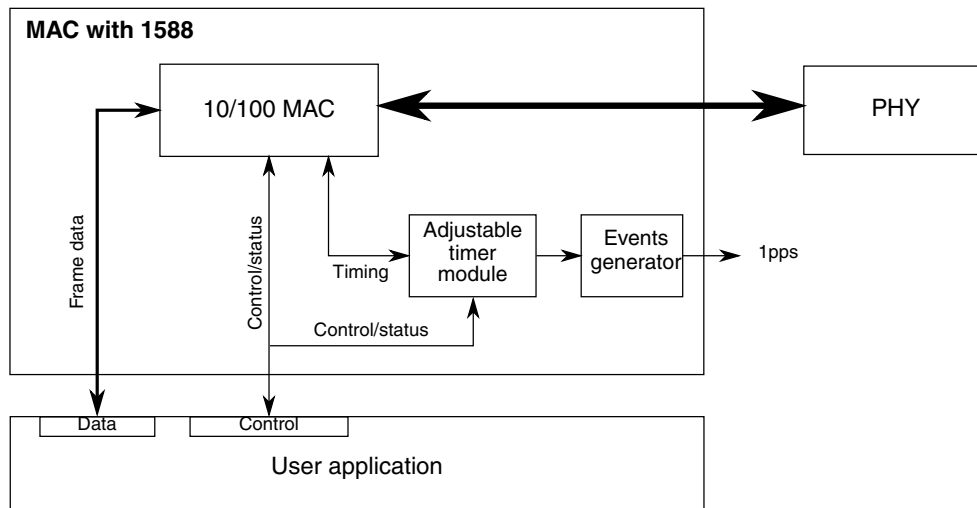 MAC with 1588
10/100 MAC
PHY
Frame data
Control/status
Timing
Adjustable
timer
module
Events
generator
1pps
Control/status
Data
Control
User application